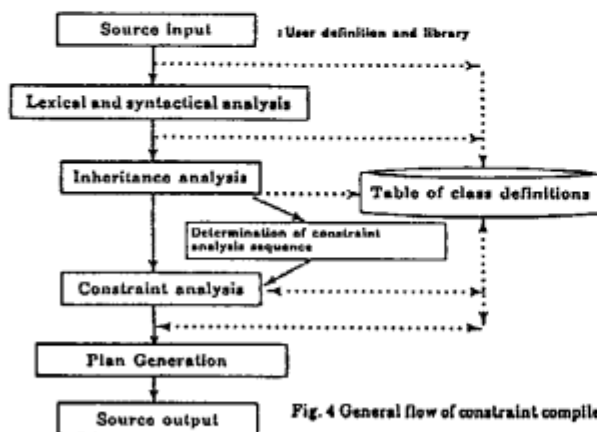 Source Input
: User definition and library
Lexical and syntactical analysis
Inheritance analysis
Table of class definitions
Determination of constraint
analysis sequence
Constraint analysis
Plan Generation
Source output
Fig. 4 General flow of constraint compile